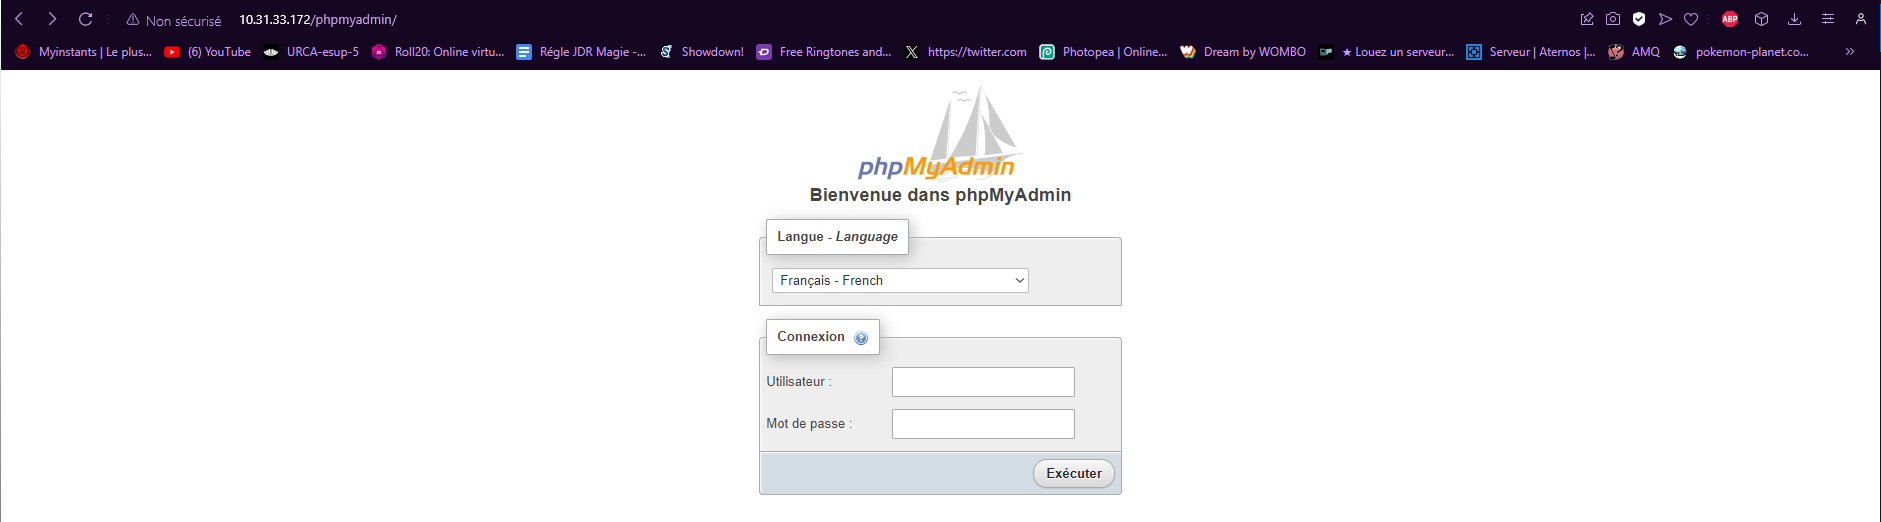 Non sécurisé 10.31.33.172/phpmyadmin/ ABP
Myinstants | Le plus... (6) YouTube URCA-esup-5 Roll20: Online virtu... Régle JDR Magie -... Showdown! Free Ringtones and... https://twitter.com Photopea | Online... Dream by WOMBO ★ Louez un serveur... Serveur | Aternos |... AMQ pokemon-planet.co... »
phpMyAdmin
Bienvenue dans phpMyAdmin
Langue - Language
Français - French
Connexion ?
Utilisateur :
Mot de passe :
Exécuter